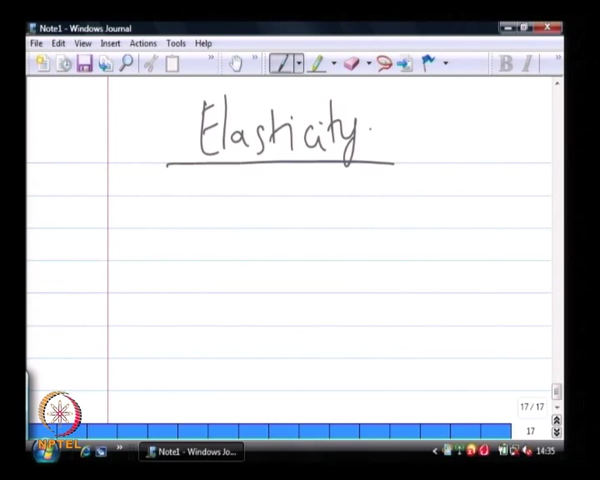 Note1 - Windows Journal
File Edit View Insert Actions Tools Help
B I
Elasticity.
17 / 17
17
NPTEL
Note1 - Windows Jo...
14:35